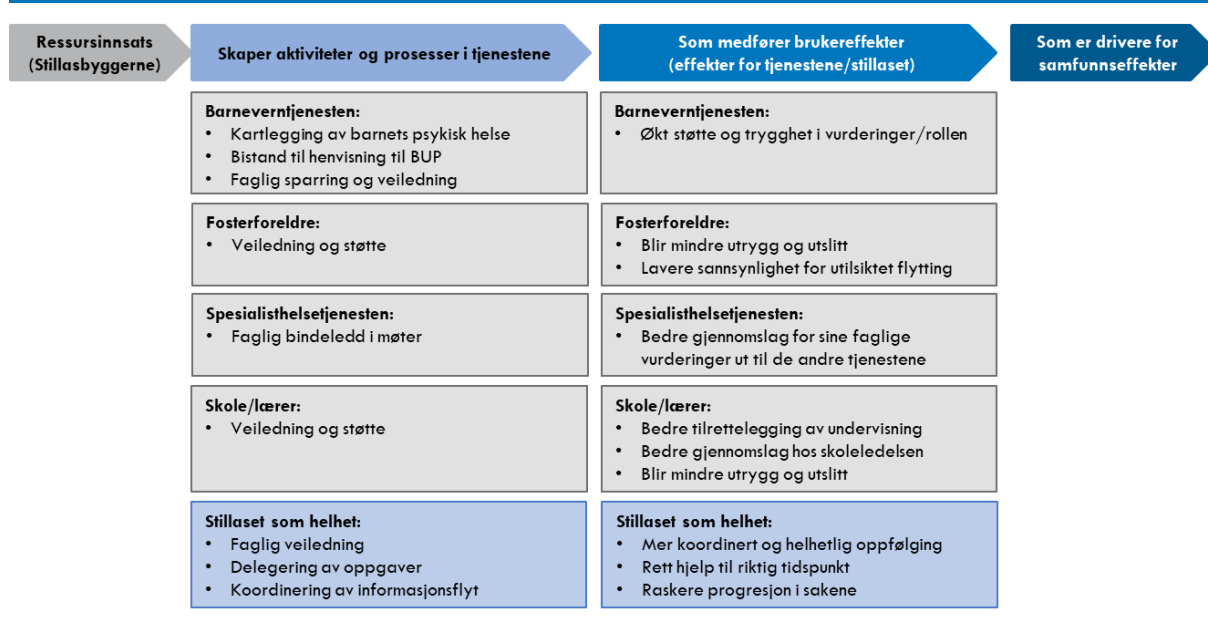 Ressursinnsats
(Stillasbyggerne)
Skaper aktiviteter og prosesser i tjenestene
Som medfører brukereffekter
(effekter for tjenestene/stillaset)
Som er drivere for
samfunnseffekter
Barneverntjenesten:
• Kartlegging av barnets psykisk helse
• Bistand til henvisning til BUP
• Faglig sparring og veiledning
Barneverntjenesten:
• Økt støtte og trygghet i vurderinger/rollen
Fosterforeldre:
• Veiledning og støtte
Fosterforeldre:
• Blir mindre utrygg og utslitt
• Lavere sannsynlighet for utilsiktet flytting
Spesialisthelsetjenesten:
• Faglig bindeledd i møter
Spesialisthelsetjenesten:
• Bedre gjennomslag for sine faglige
vurderinger ut til de andre tjenestene
Skole/lærer:
• Veiledning og støtte
Skole/lærer:
• Bedre tilrettelegging av undervisning
• Bedre gjennomslag hos skoleledelsen
• Blir mindre utrygg og utslitt
Stillaset som helhet:
• Faglig veiledning
• Delegering av oppgaver
• Koordinering av informasjonsflyt
Stillaset som helhet:
• Mer koordinert og helhetlig oppfølging
• Rett hjelp til riktig tidspunkt
• Raskere progresjon i sakene